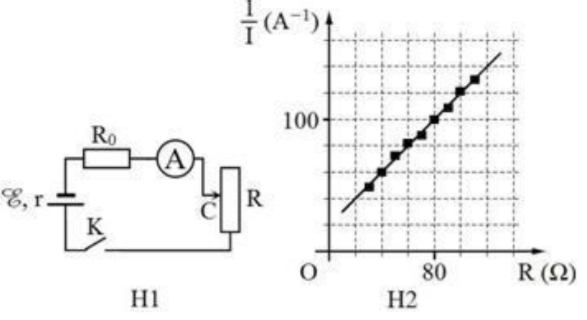 R₀
A
ℰ, r
C
R
K
H1
1/I (A⁻¹)
100
O
80
R (Ω)
H2